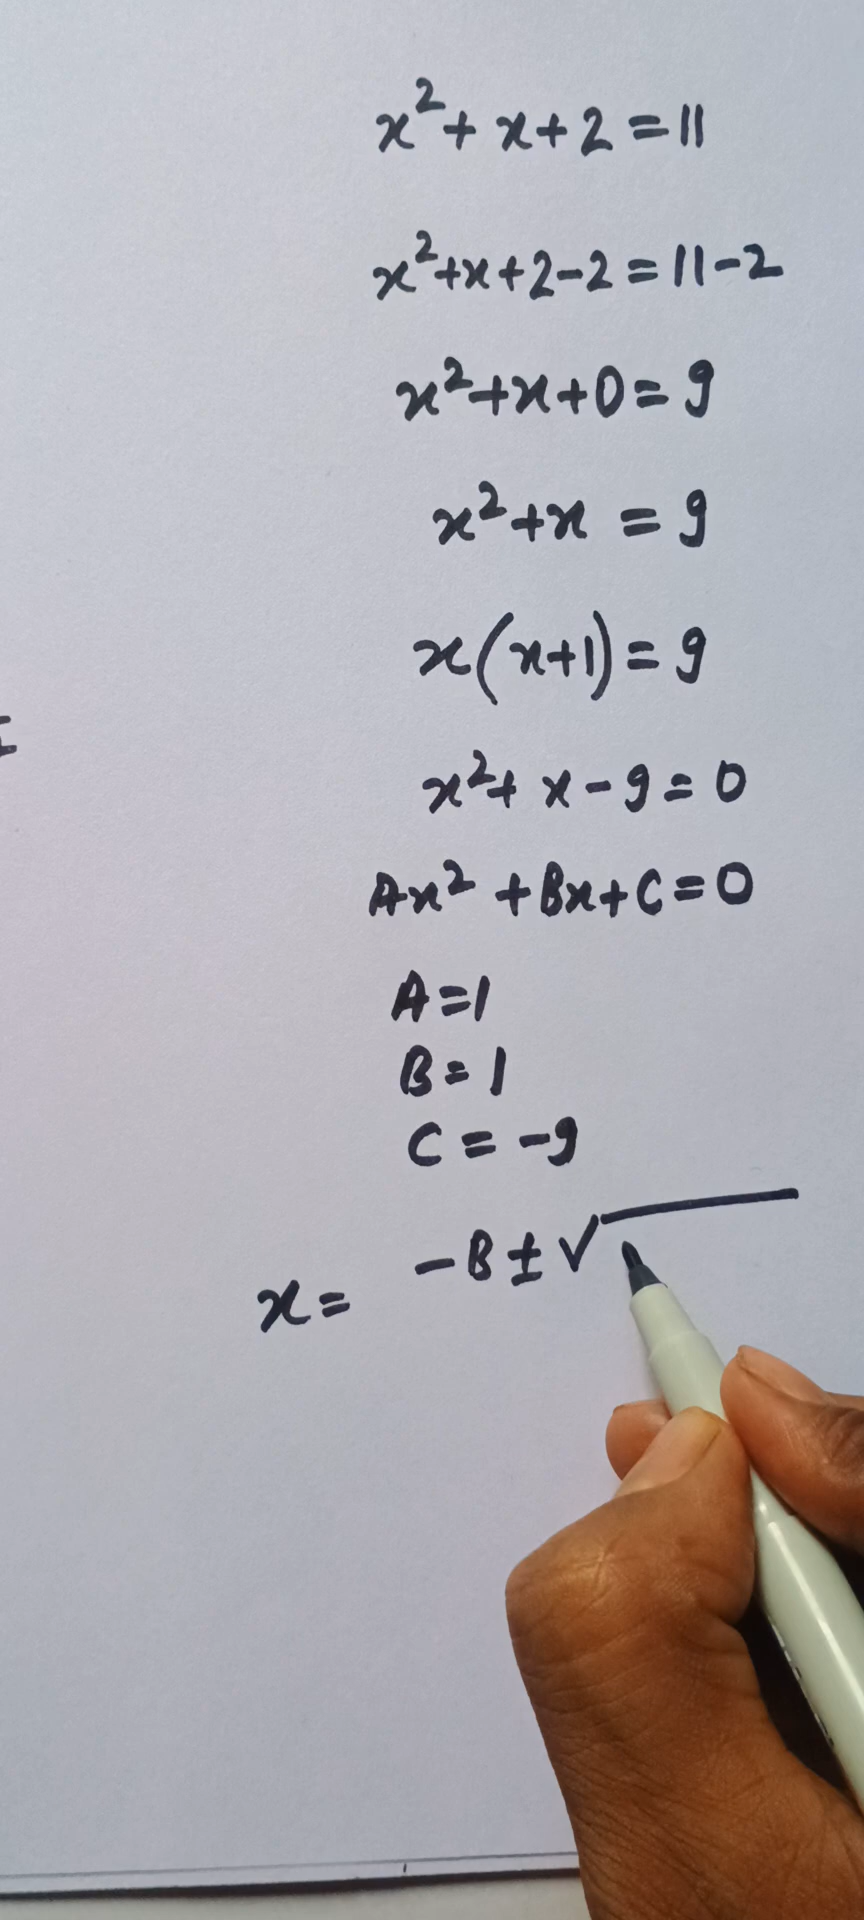 x²+ x+2=11
x²+x+2-2=11-2
x²+x+0=9
x²+x =9
x(x+1)=9
x²+ x-9=0
Ax² +Bx+C=0
A=1
B=1
C=-9
x= -B±√